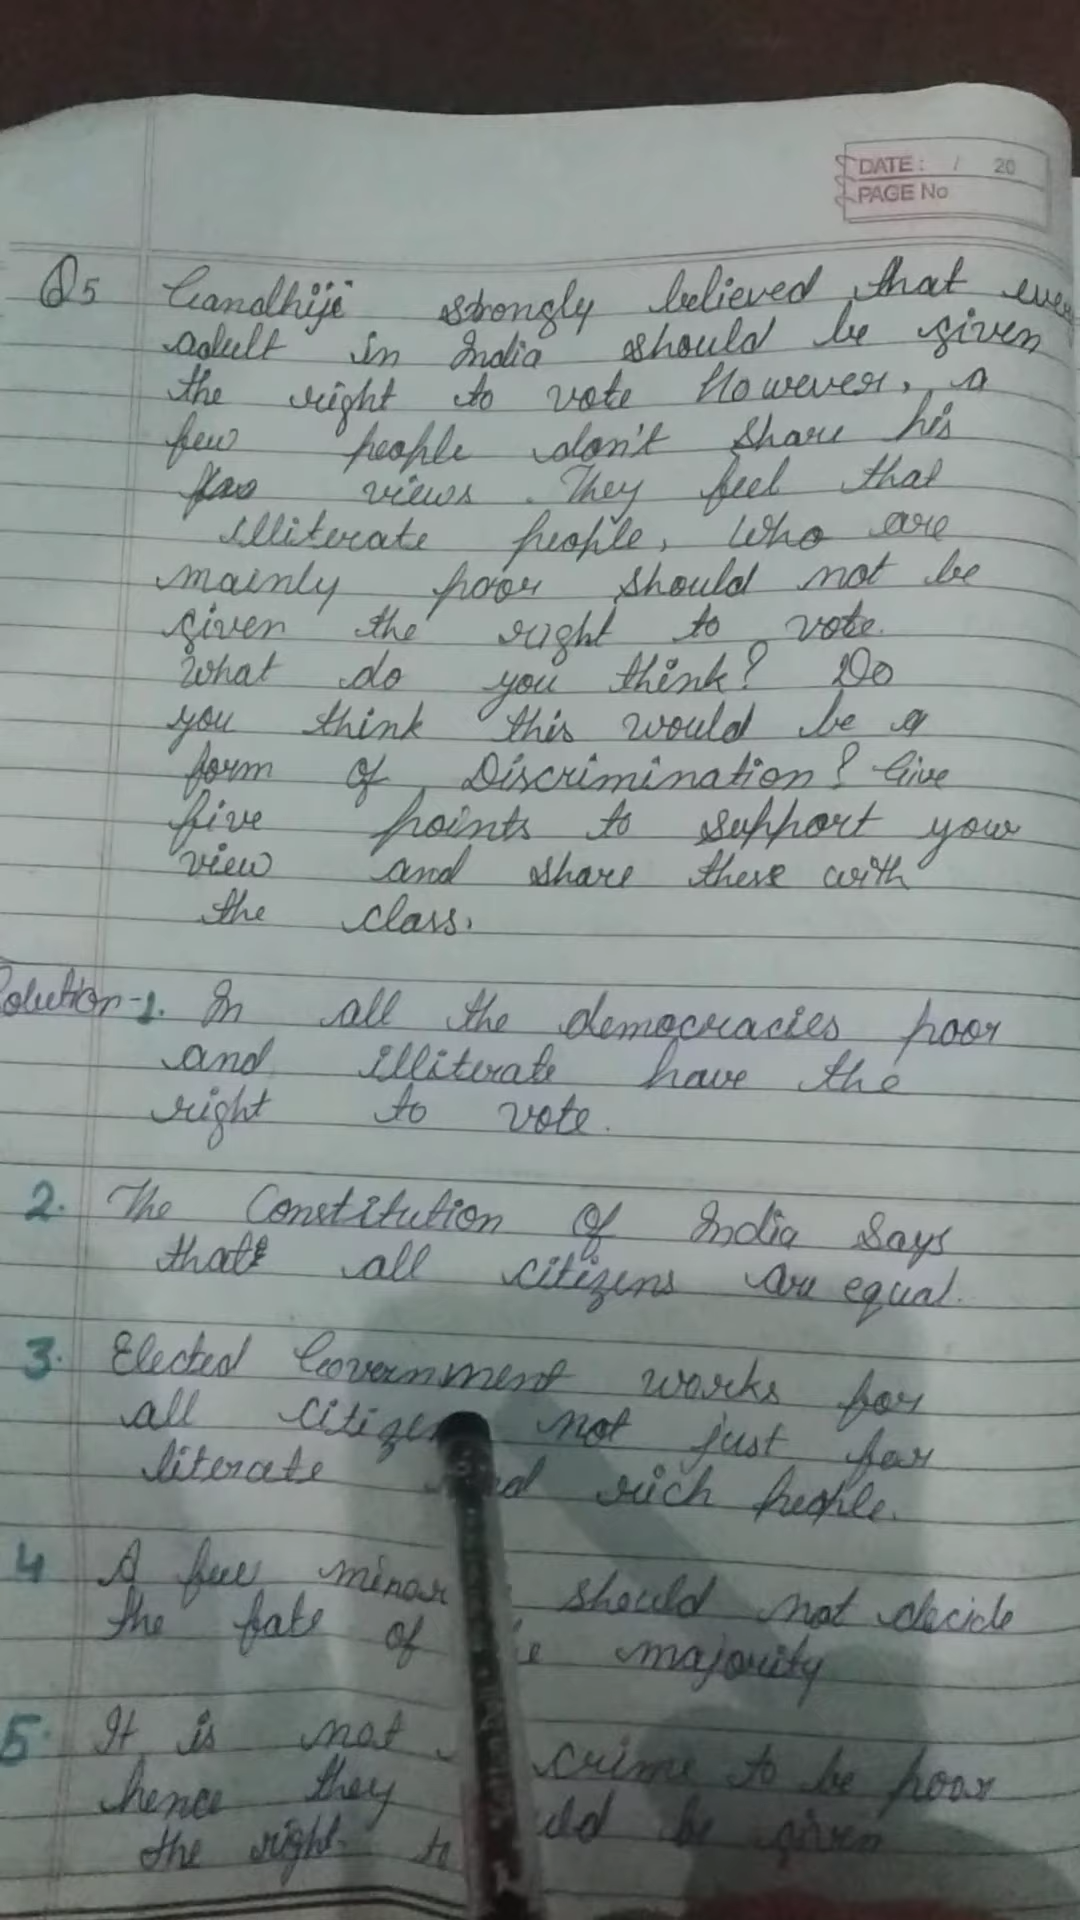 DATE: / 20
PAGE No
Q5 Gandhiji strongly believed that
adult in India should be given
the right to vote However, a
few people don't share his
views. They feel that
illiterate people, who are
mainly poor should not be
given the right to vote.
What do you think? Do
you think this would be a
form of Discrimination? Give
five points to support your
view and share these with
the class.
Solution-1. In all the democracies poor
and illiterate have the
right to vote.
2. The Constitution of India says
that all citizens are equal.
3. Elected Government works for
all not just for
literate rich people.
4 A few should not decide
the fate of majority
5. It is not crime to be poor
hence they be given
the right to